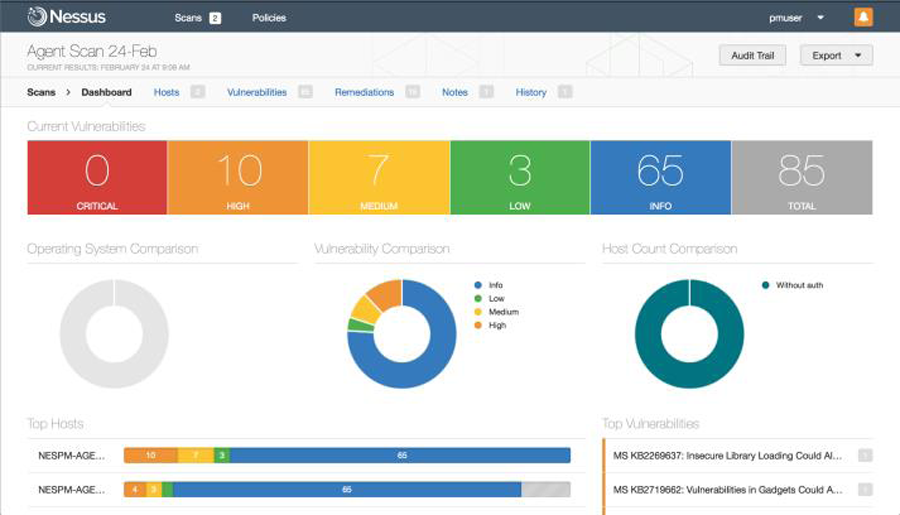 Nessus
Scans 2 Policies
pmuser
Agent Scan 24-Feb
CURRENT RESULTS: FEBRUARY 24 AT 9:08 AM
Audit Trail Export
Scans > Dashboard Hosts 2 Vulnerabilities Remediations Notes 1 History 1
Current Vulnerabilities
0 10 7 3 65 85
CRITICAL HIGH MEDIUM LOW INFO TOTAL
Operating System Comparison Vulnerability Comparison Host Count Comparison
Info
Low
Medium
High
Without auth
Top Hosts Top Vulnerabilities
NESPM-AGE... 10 7 3 65
MS KB2269637: Insecure Library Loading Could Al... 1
NESPM-AGE... 4 3 65
MS KB2719662: Vulnerabilities in Gadgets Could A... 1